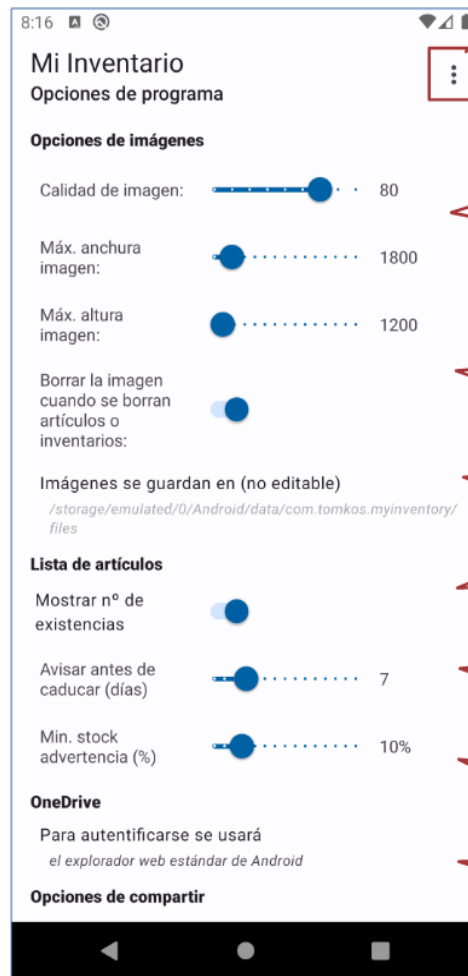 8:16
Mi Inventario
Opciones de programa
Opciones de imágenes
Calidad de imagen: 80
Máx. anchura
imagen: 1800
Máx. altura
imagen: 1200
Borrar la imagen
cuando se borran
artículos o
inventarios:
Imágenes se guardan en (no editable)
/storage/emulated/0/Android/data/com.tomkos.myinventory/
files
Lista de artículos
Mostrar nº de
existencias
Avisar antes de
caducar (días) 7
Min. stock
advertencia (%) 10%
OneDrive
Para autentificarse se usará
el explorador web estándar de Android
Opciones de compartir